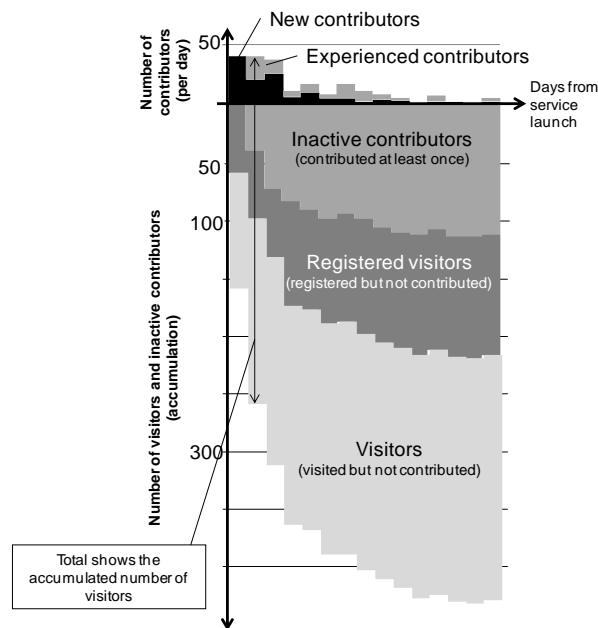 New contributors
50
Experienced contributors
Number of
contributors
(per day)
Days from
service
launch
Inactive contributors
(contributed at least once)
50
100
Registered visitors
(registered but not contributed)
Number of visitors and inactive contributors
(accumulation)
300
Visitors
(visited but not contributed)
Total shows the
accumulated number of
visitors